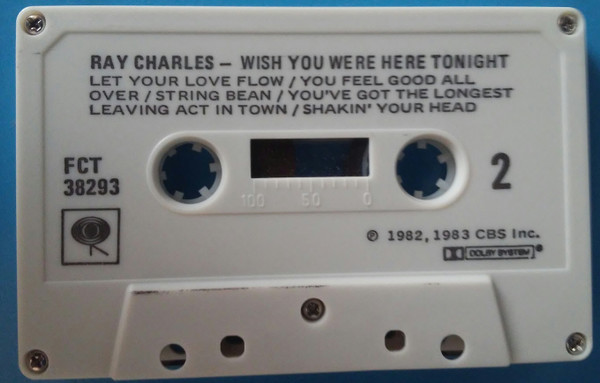 RAY CHARLES – WISH YOU WERE HERE TONIGHT
LET YOUR LOVE FLOW / YOU FEEL GOOD ALL
OVER / STRING BEAN / YOU'VE GOT THE LONGEST
LEAVING ACT IN TOWN / SHAKIN' YOUR HEAD
FCT
38293
2
100 50 0
℗ 1982, 1983 CBS Inc.
DOLBY SYSTEM